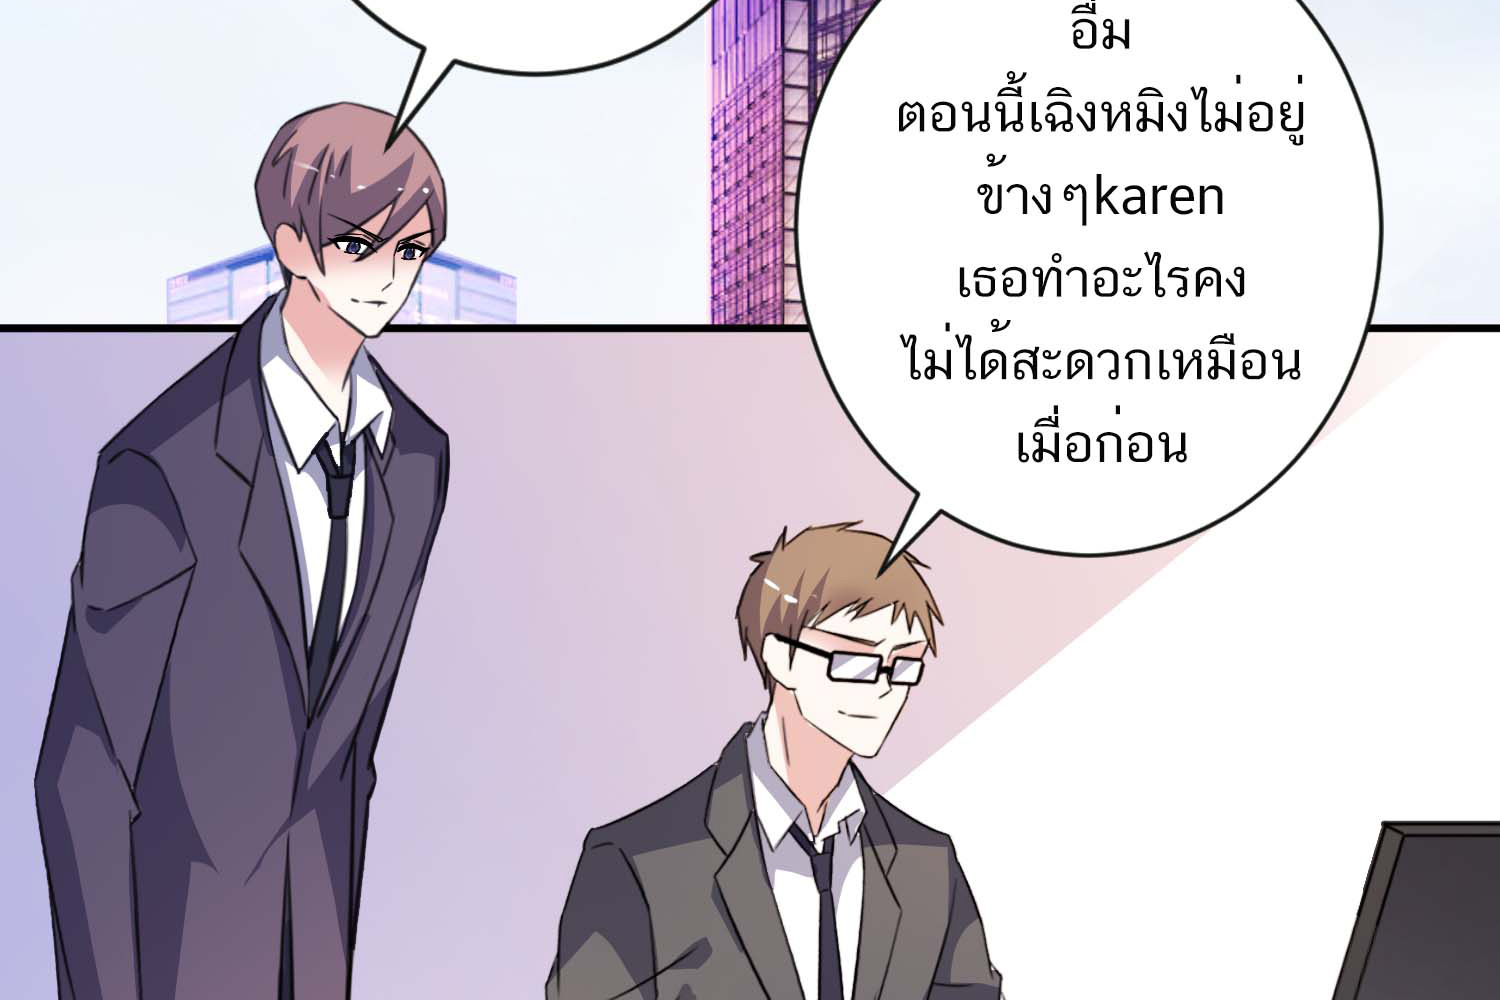 อื่ม
ตอนนี้เฉิงหมิงไม่อยู่
ข้างๆkaren
เธอทำอะไรคง
ไม่ได้สะดวกเหมือน
เมื่อก่อน